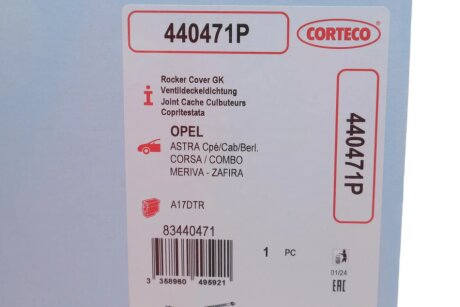 440471P
CORTECO
Rocker Cover GK
Ventildeckeldichtung
Joint Cache Culbuteurs
Copritestata
i
OPEL
ASTRA Cpé/Cab/Berl.
CORSA / COMBO
MERIVA - ZAFIRA
440471P
A17DTR
83440471
1 PC
3 358960 495921
01/24
EAC